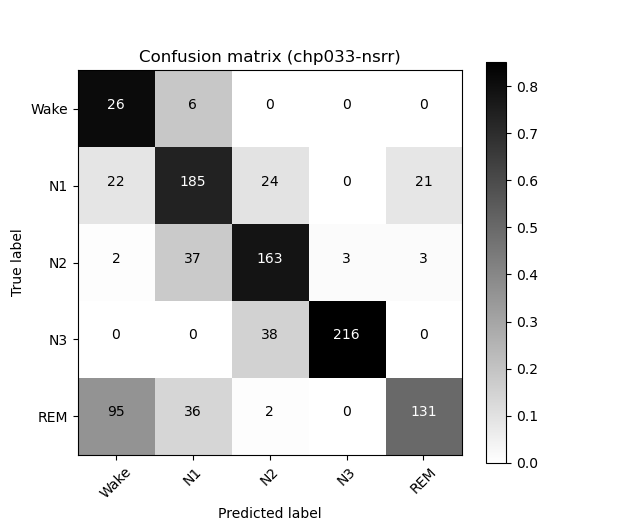 Confusion matrix (chp033-nsrr)
True label
Wake 26 6 0 0 0
N1 22 185 24 0 21
N2 2 37 163 3 3
N3 0 0 38 216 0
REM 95 36 2 0 131
Wake N1 N2 N3 REM
Predicted label
0.8
0.7
0.6
0.5
0.4
0.3
0.2
0.1
0.0